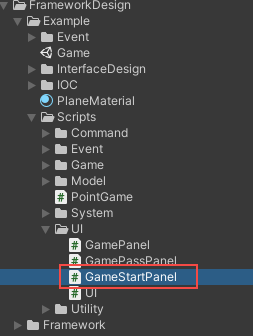 FrameworkDesign
Example
Event
Game
InterfaceDesign
IOC
PlaneMaterial
Scripts
Command
Event
Game
Model
PointGame
System
UI
GamePanel
GamePassPanel
GameStartPanel
UI
Utility
Framework